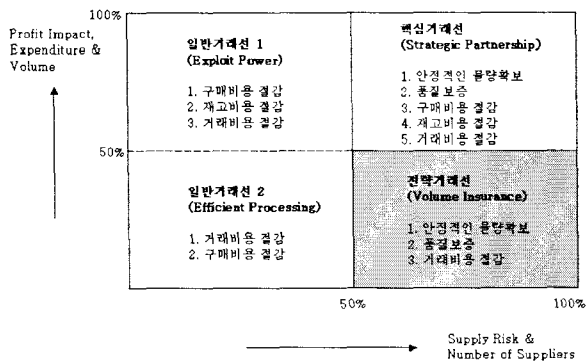 100%
Profit Impact,
Expenditure &
Volume
일반거래선 1
(Exploit Power)
1. 구매비용 절감
2. 재고비용 절감
3. 거래비용 절감
핵심거래선
(Strategic Partnership)
1. 안정적인 물량확보
2. 품질보증
3. 구매비용 절감
4. 재고비용 절감
5. 거래비용 절감
50%
일반거래선 2
(Efficient Processing)
1. 거래비용 절감
2. 구매비용 절감
전략거래선
(Volume Insurance)
1. 안정적인 물량확보
2. 품질보증
3. 거래비용 절감
50%
100%
Supply Risk &
Number of Suppliers